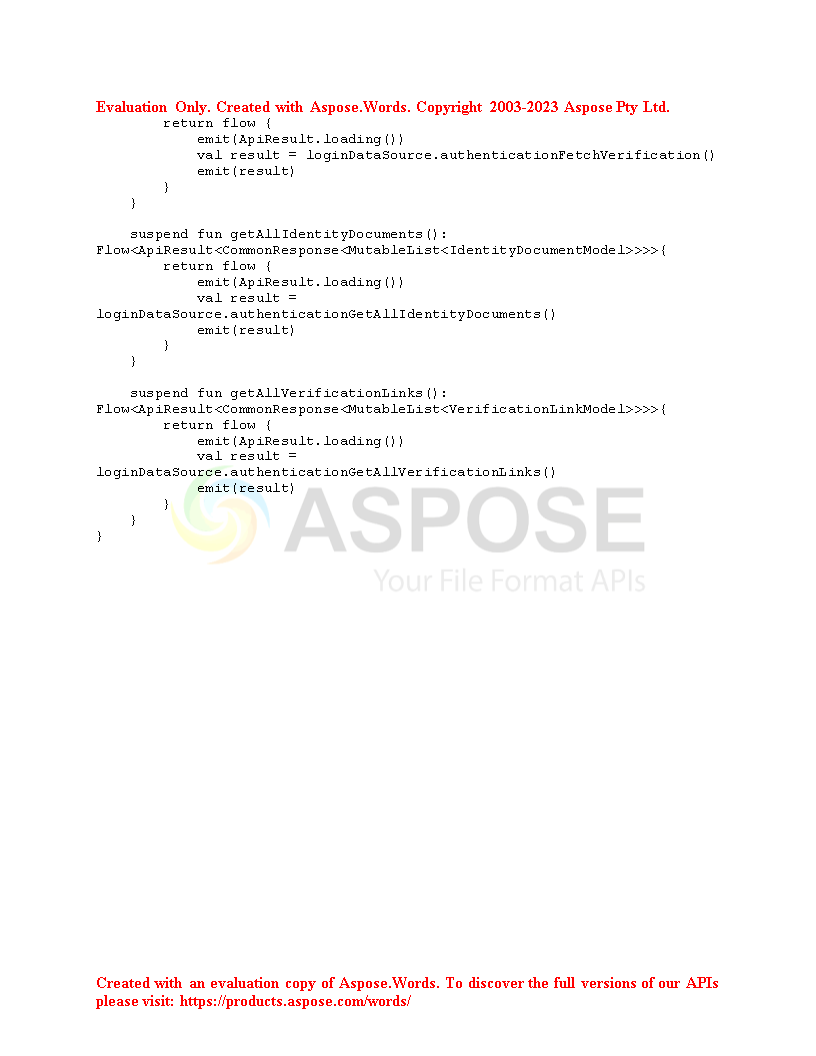 Evaluation Only. Created with Aspose.Words. Copyright 2003-2023 Aspose Pty Ltd.
        return flow {
            emit(ApiResult.loading())
            val result = loginDataSource.authenticationFetchVerification()
            emit(result)
        }
    }

    suspend fun getAllIdentityDocuments():
Flow<ApiResult<CommonResponse<MutableList<IdentityDocumentModel>>>>{
        return flow {
            emit(ApiResult.loading())
            val result =
loginDataSource.authenticationGetAllIdentityDocuments()
            emit(result)
        }
    }

    suspend fun getAllVerificationLinks():
Flow<ApiResult<CommonResponse<MutableList<VerificationLinkModel>>>>{
        return flow {
            emit(ApiResult.loading())
            val result =
loginDataSource.authenticationGetAllVerificationLinks()
            emit(result)
        }
    }
}
ASPOSE
Your File Format APIs
Created with an evaluation copy of Aspose.Words. To discover the full versions of our APIs
please visit: https://products.aspose.com/words/